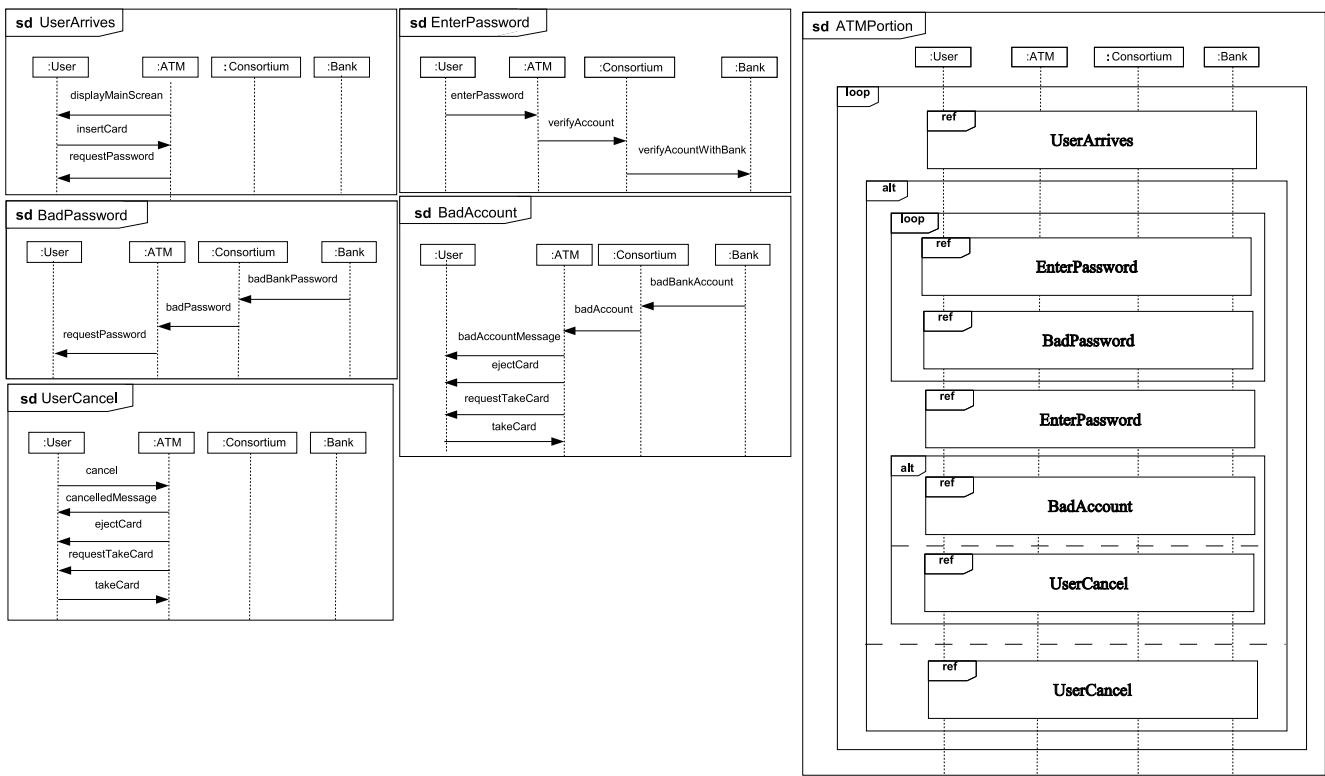 sd UserArrives
:User :ATM :Consortium :Bank
displayMainScrean
insertCard
requestPassword
sd EnterPassword
:User :ATM :Consortium :Bank
enterPassword
verifyAccount
verifyAcountWithBank
sd BadPassword
:User :ATM :Consortium :Bank
badBankPassword
badPassword
requestPassword
sd BadAccount
:User :ATM :Consortium :Bank
badBankAccount
badAccount
badAccountMessage
ejectCard
requestTakeCard
takeCard
sd UserCancel
:User :ATM :Consortium :Bank
cancel
cancelledMessage
ejectCard
requestTakeCard
takeCard
sd ATMPortion
:User :ATM :Consortium :Bank
loop
ref
UserArrives
alt
loop
ref
EnterPassword
ref
BadPassword
ref
EnterPassword
alt
ref
BadAccount
ref
UserCancel
ref
UserCancel